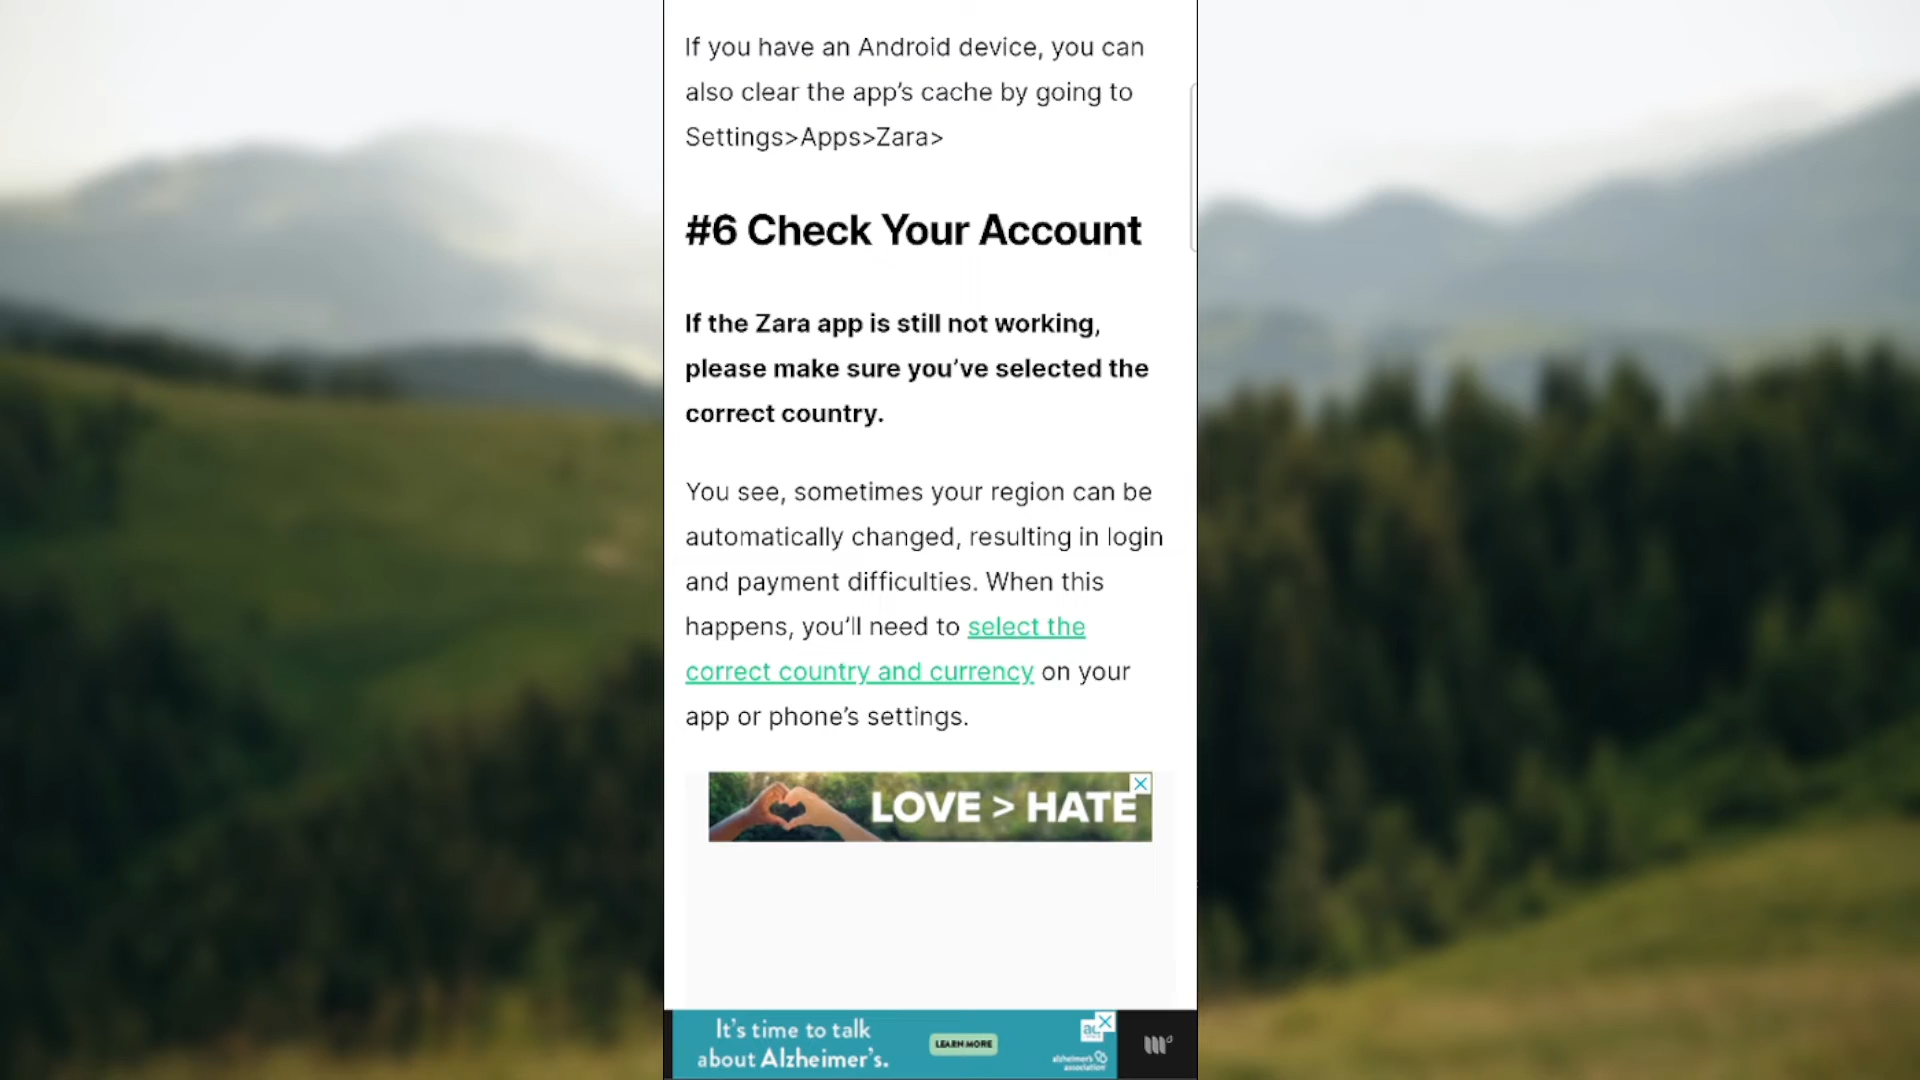 If you have an Android device, you can
also clear the app’s cache by going to
Settings>Apps>Zara>
#6 Check Your Account
If the Zara app is still not working,
please make sure you’ve selected the
correct country.
You see, sometimes your region can be
automatically changed, resulting in login
and payment difficulties. When this
happens, you’ll need to select the
correct country and currency on your
app or phone’s settings.
LOVE > HATE
It’s time to talk
about Alzheimer’s.
LEARN MORE
alzheimer’s
association